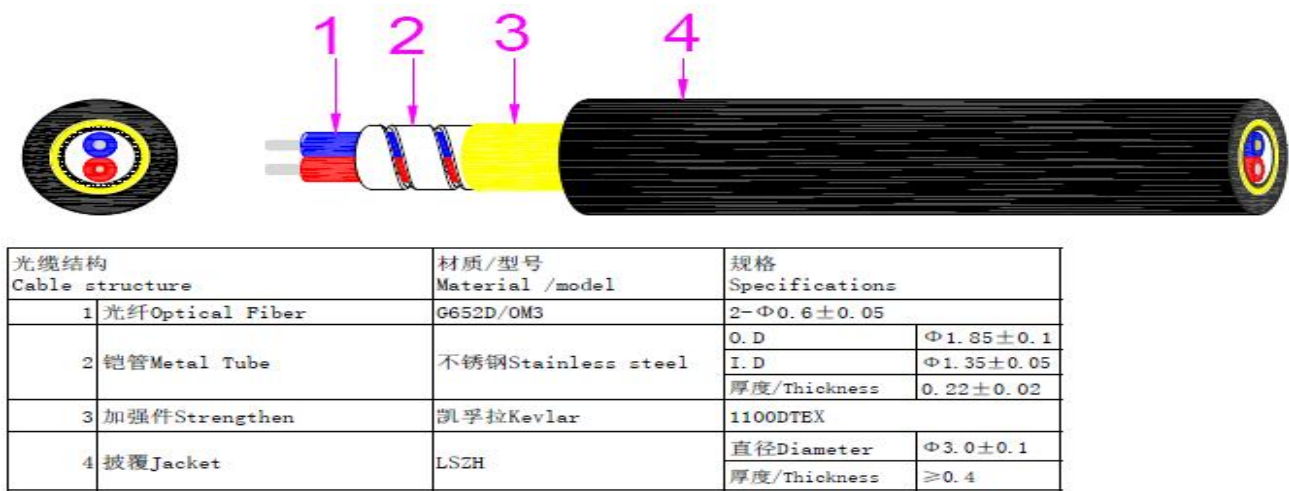 1 2 3 4
光缆结构 材质/型号 规格
Cable structure Material /model Specifications
1 光纤Optical Fiber G652D/OM3 2-Φ0.6±0.05
2 铠管Metal Tube 不锈钢Stainless steel O.D Φ1.85±0.1
I.D Φ1.35±0.05
厚度/Thickness 0.22±0.02
3 加强件Strengthen 凯孚拉Kevlar 1100DTEX
4 披覆Jacket LSZH 直径Diameter Φ3.0±0.1
厚度/Thickness ≥0.4